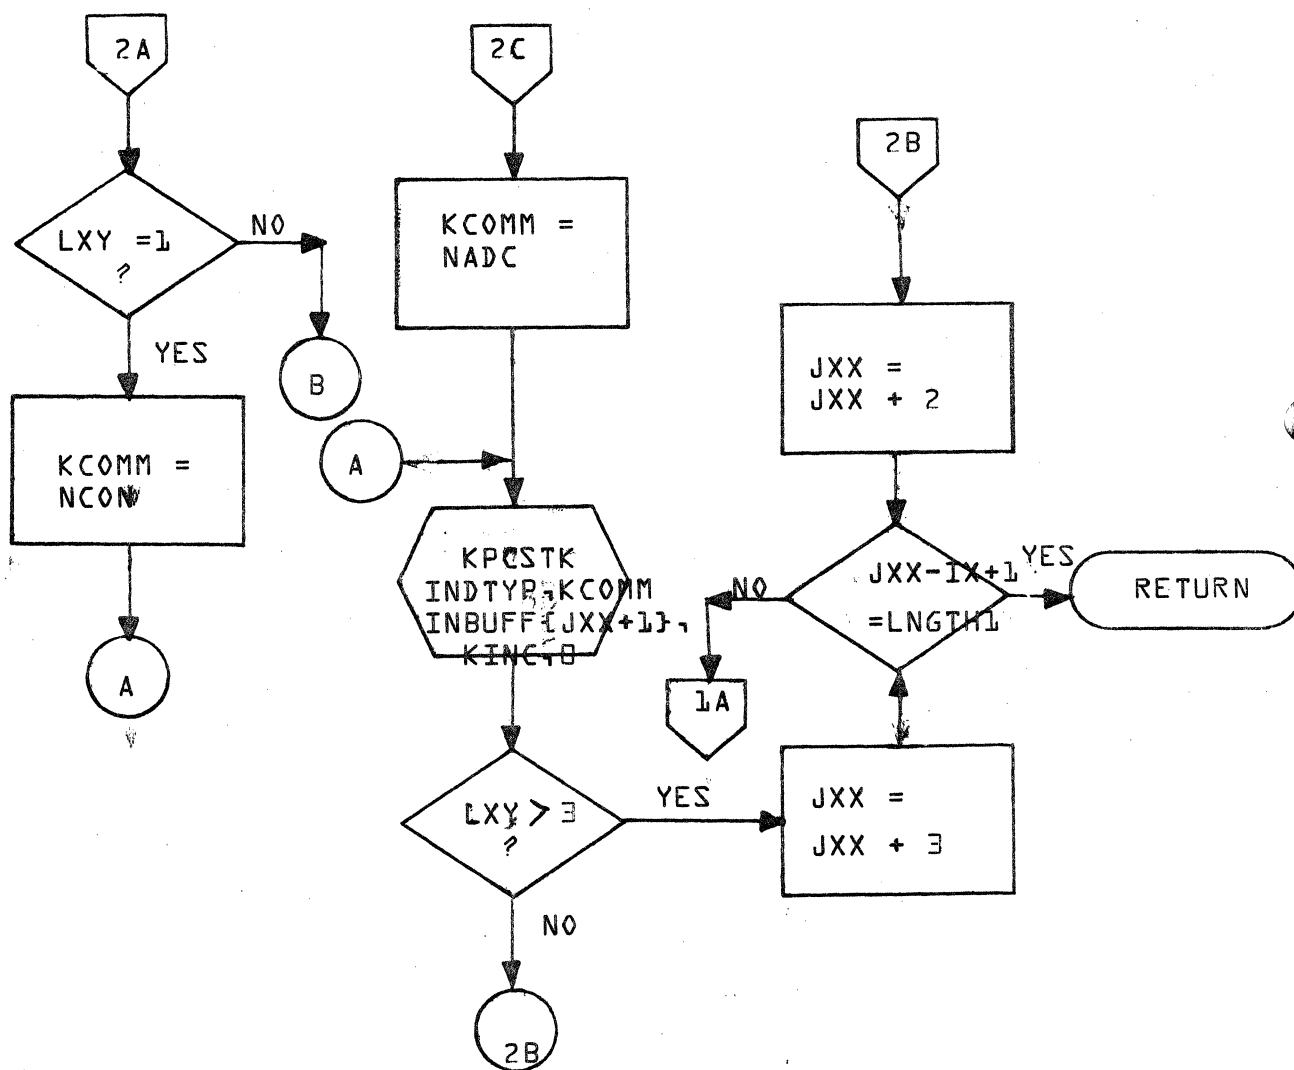 2A
LXY =1
?
NO
B
YES
KCOMM =
NCON
A
2C
KCOMM =
NADC
A
KPCSTK
INDTYP,KCOMM
INBUFF{JXX+1},
KINC,0
LXY > 3
?
YES
NO
2B
2B
JXX =
JXX + 2
JXX-IX+1
=LNGTH1
YES
RETURN
NO
1A
JXX =
JXX + 3